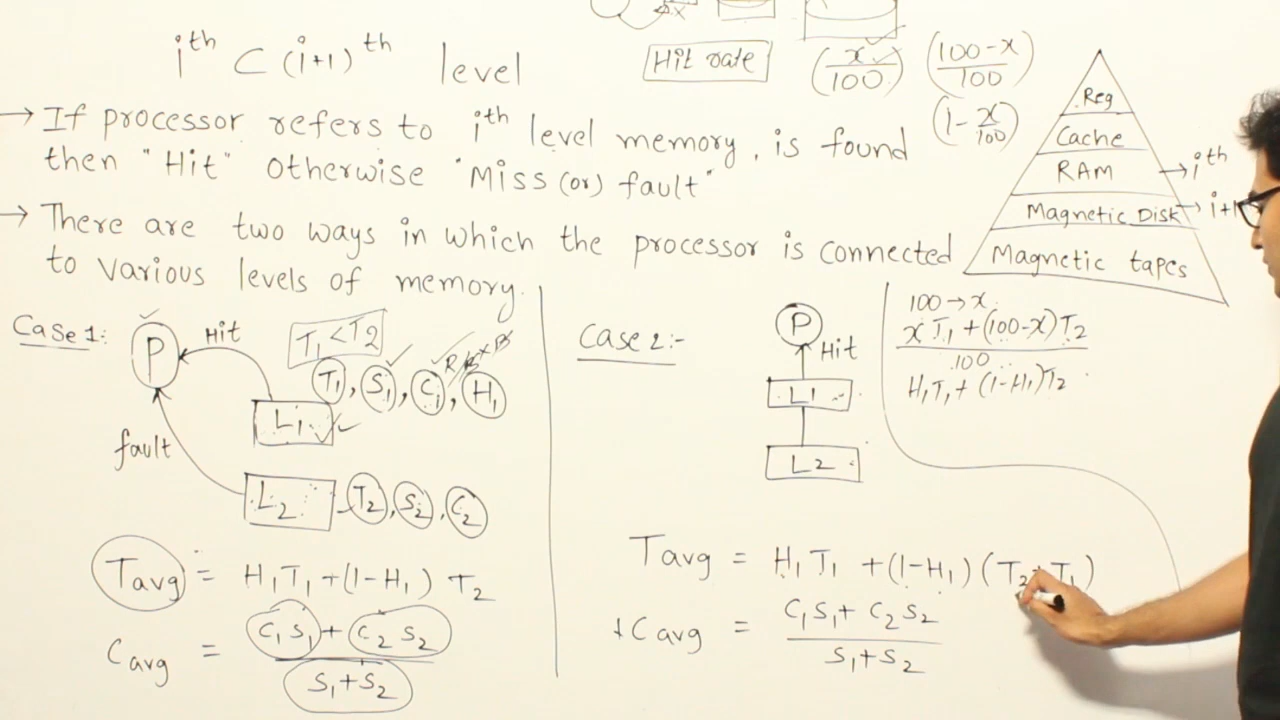 i^th ⊂ (i+1)^th level
Hit rate
(x/100) (100-x/100)
(1-x/100)
→ If processor refers to i^th level memory, is found
then "Hit" otherwise "Miss (or) fault"
→ There are two ways in which the processor is connected
to various levels of memory.
Reg
Cache
RAM → i^th
Magnetic Disk → i+1
Magnetic tapes
Case 1:
P
Hit
T₁ < T₂
T₁, S₁, C₁, H₁
L₁
fault
L₂ T₂, S₂, C₂
Tavg = H₁T₁ + (1-H₁) T₂
Cavg = C₁S₁ + C₂S₂ / S₁+S₂
Case 2:-
P
Hit
L1
L2
100 → x
x T₁ + (100-x) T₂
100
H₁T₁ + (1-H₁)T₂
Tavg = H₁T₁ + (1-H₁) (T₂+T₁)
Cavg = C₁S₁ + C₂S₂ / S₁+S₂